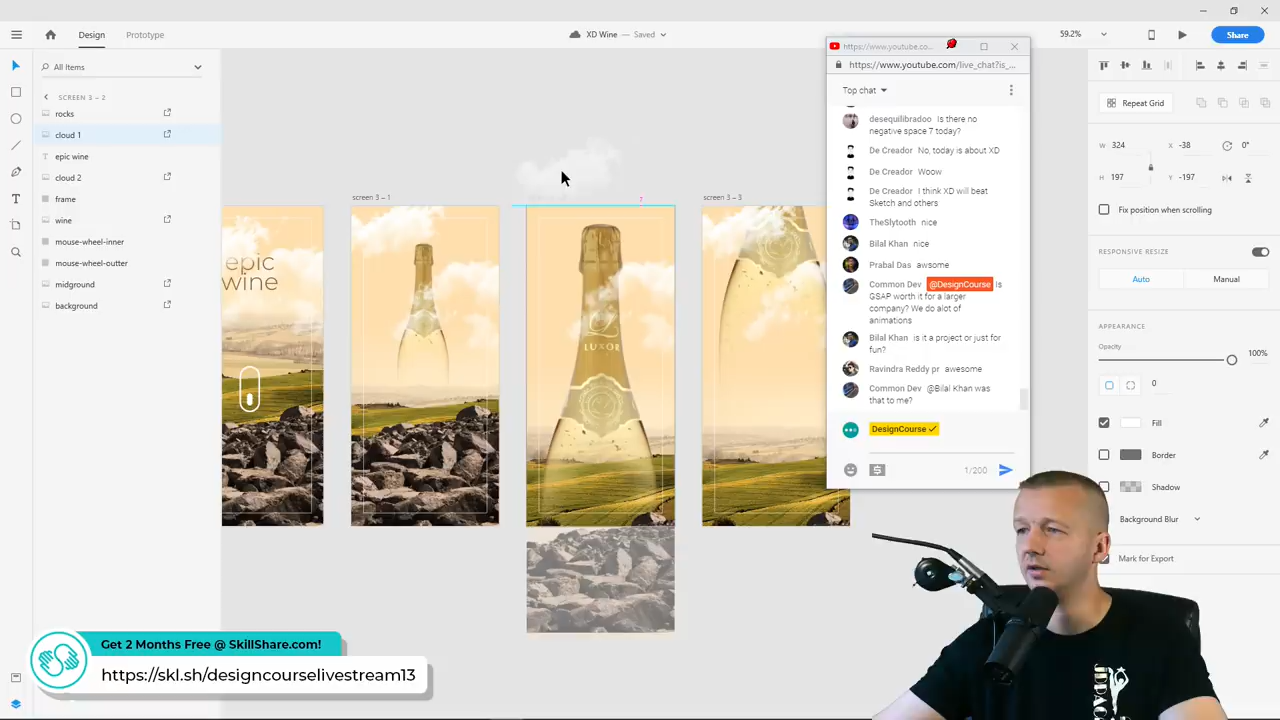 Design
Prototype
XD Wine — Saved
59.2%
Share
All Items
SCREEN 3 – 2
rocks
cloud 1
epic wine
cloud 2
frame
wine
mouse-wheel-inner
mouse-wheel-outter
midground
background
screen 3 – 1
screen 3 – 3
7
epic
wine
LUXOR
https://www.youtube.co...
https://www.youtube.com/live_chat?is_...
Top chat
desequilibradoo Is there no
negative space 7 today?
De Creador No, today is about XD
De Creador Woow
De Creador I think XD will beat
Sketch and others
TheSlytooth nice
Bilal Khan nice
Prabal Das awsome
Common Dev @DesignCourse Is
GSAP worth it for a larger
company? We do alot of
animations
Bilal Khan is it a project or just for
fun?
Ravindra Reddy pr awesome
Common Dev @Bilal Khan was
that to me?
DesignCourse
1/200
Repeat Grid
W 324 X -38 0°
H 197 Y -197
Fix position when scrolling
RESPONSIVE RESIZE
Auto Manual
APPEARANCE
Opacity
100%
0
Fill
Border
Shadow
Background Blur
Mark for Export
Get 2 Months Free @ SkillShare.com!
https://skl.sh/designcourselivestream13